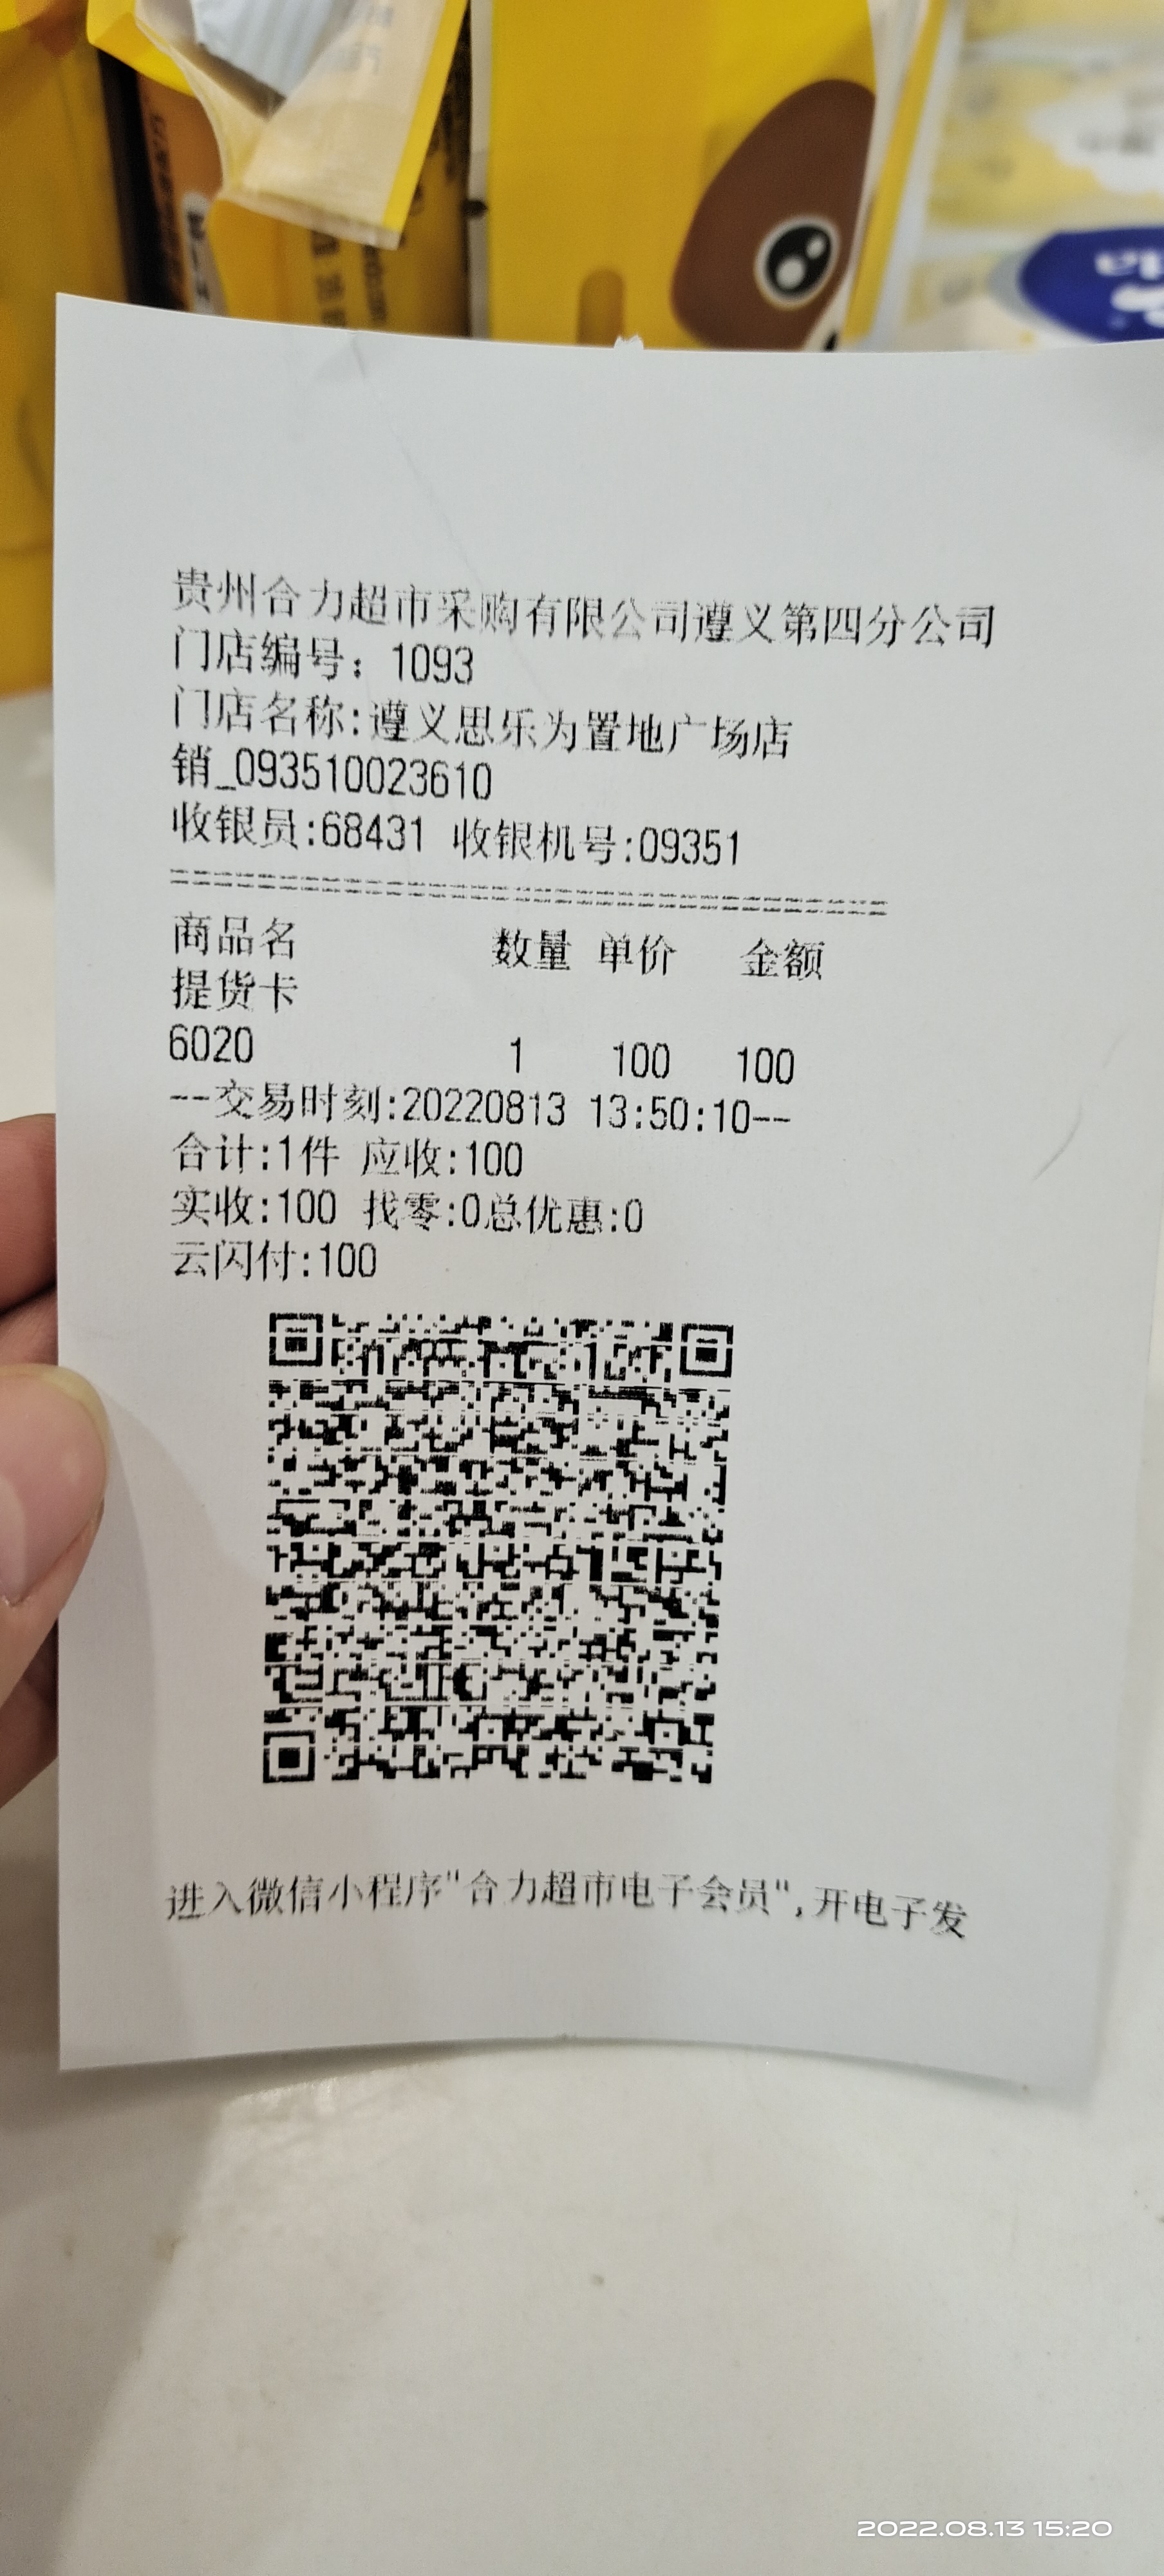 贵州合力超市采购有限公司遵义第四分公司
门店编号：1093
门店名称:遵义思乐为置地广场店
销_093510023610
收银员:68431 收银机号:09351
商品名 数量 单价 金额
提货卡
6020 1 100 100
--交易时刻:20220813 13:50:10--
合计:1件 应收:100
实收:100 找零:0总优惠:0
云闪付:100
进入微信小程序"合力超市电子会员",开电子发
2022.08.13 15:20